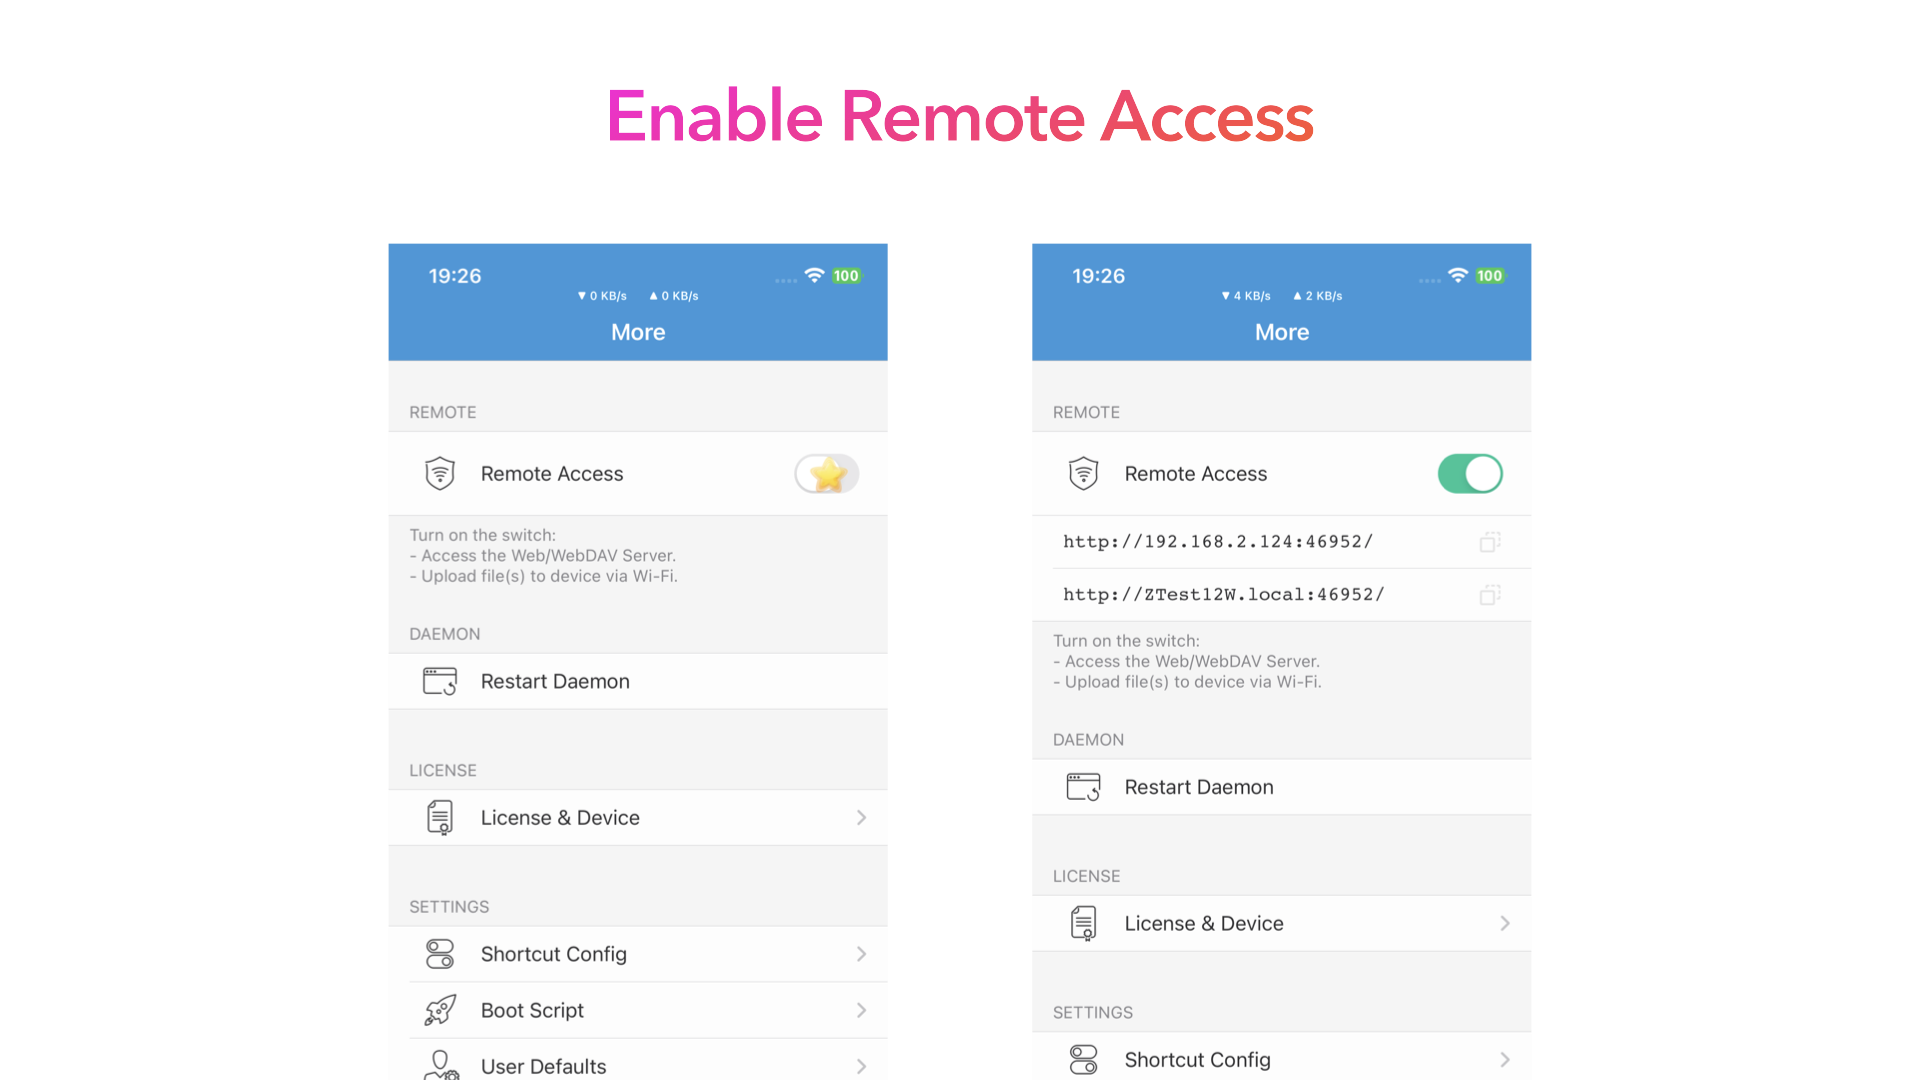 Enable Remote Access
19:26
100
▼ 0 KB/s ▲ 0 KB/s
More
REMOTE
Remote Access
Turn on the switch:
- Access the Web/WebDAV Server.
- Upload file(s) to device via Wi-Fi.
DAEMON
Restart Daemon
LICENSE
License & Device
SETTINGS
Shortcut Config
Boot Script
User Defaults
19:26
100
▼ 4 KB/s ▲ 2 KB/s
More
REMOTE
Remote Access
http://192.168.2.124:46952/
http://ZTest12W.local:46952/
Turn on the switch:
- Access the Web/WebDAV Server.
- Upload file(s) to device via Wi-Fi.
DAEMON
Restart Daemon
LICENSE
License & Device
SETTINGS
Shortcut Config